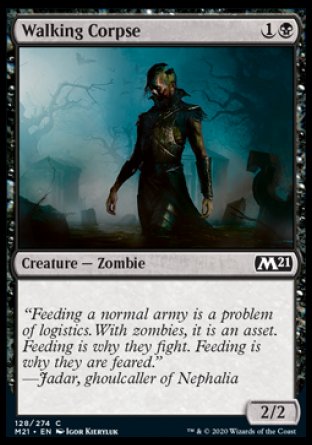 Walking Corpse 1
Creature — Zombie M21
“Feeding a normal army is a problem
of logistics. With zombies, it is an asset.
Feeding is why they fight. Feeding is
why they are feared.”
—Jadar, ghoulcaller of Nephalia
2/2
128/274 C
M21 • EN Igor Kieryluk ™ & © 2020 Wizards of the Coast